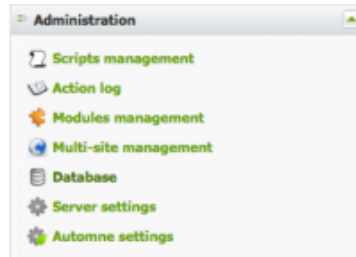 Administration
Scripts management
Action log
Modules management
Multi-site management
Database
Server settings
Automne settings